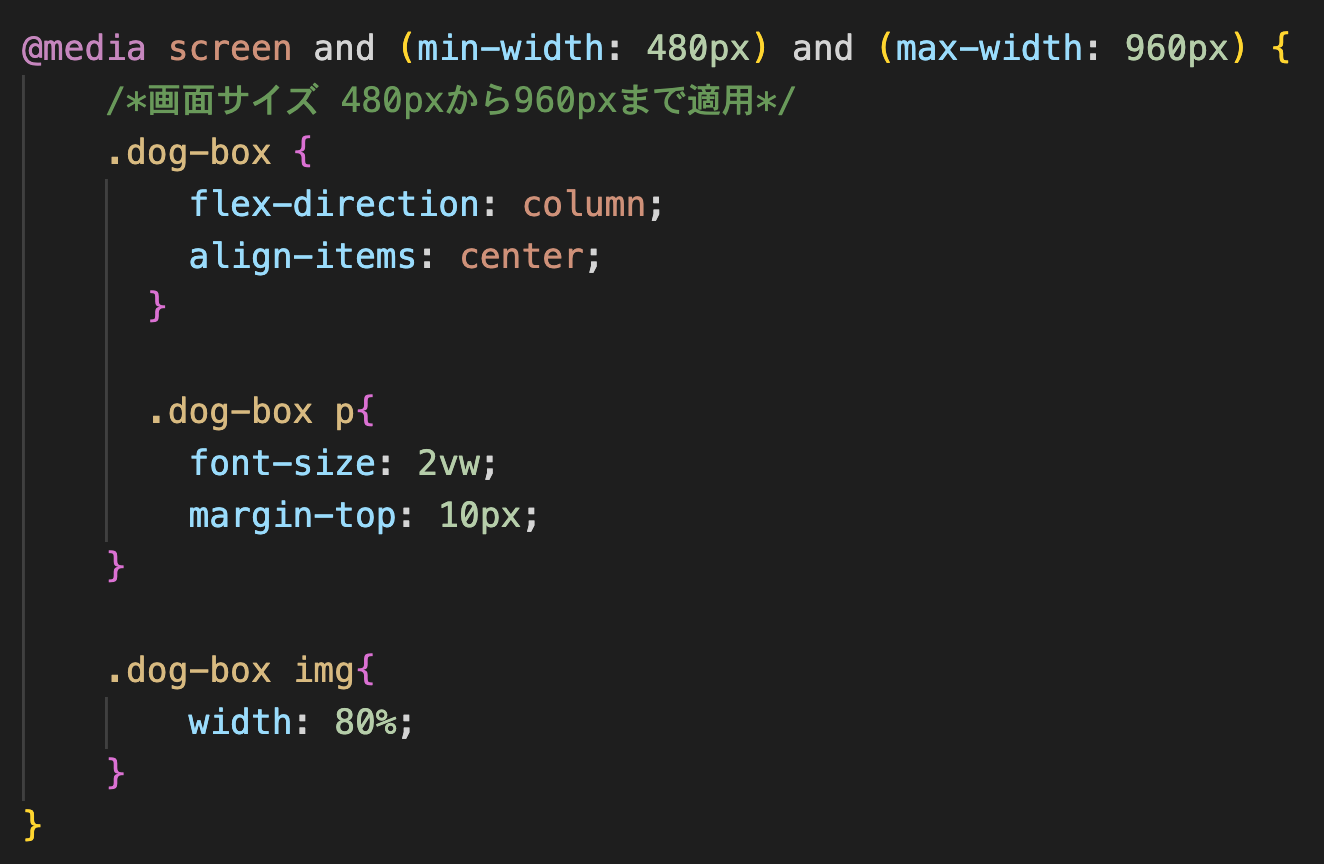 @media screen and (min-width: 480px) and (max-width: 960px) {
    /*画面サイズ 480pxから960pxまで適用*/
    .dog-box {
        flex-direction: column;
        align-items: center;
      }

      .dog-box p{
        font-size: 2vw;
        margin-top: 10px;
    }

    .dog-box img{
        width: 80%;
    }
}